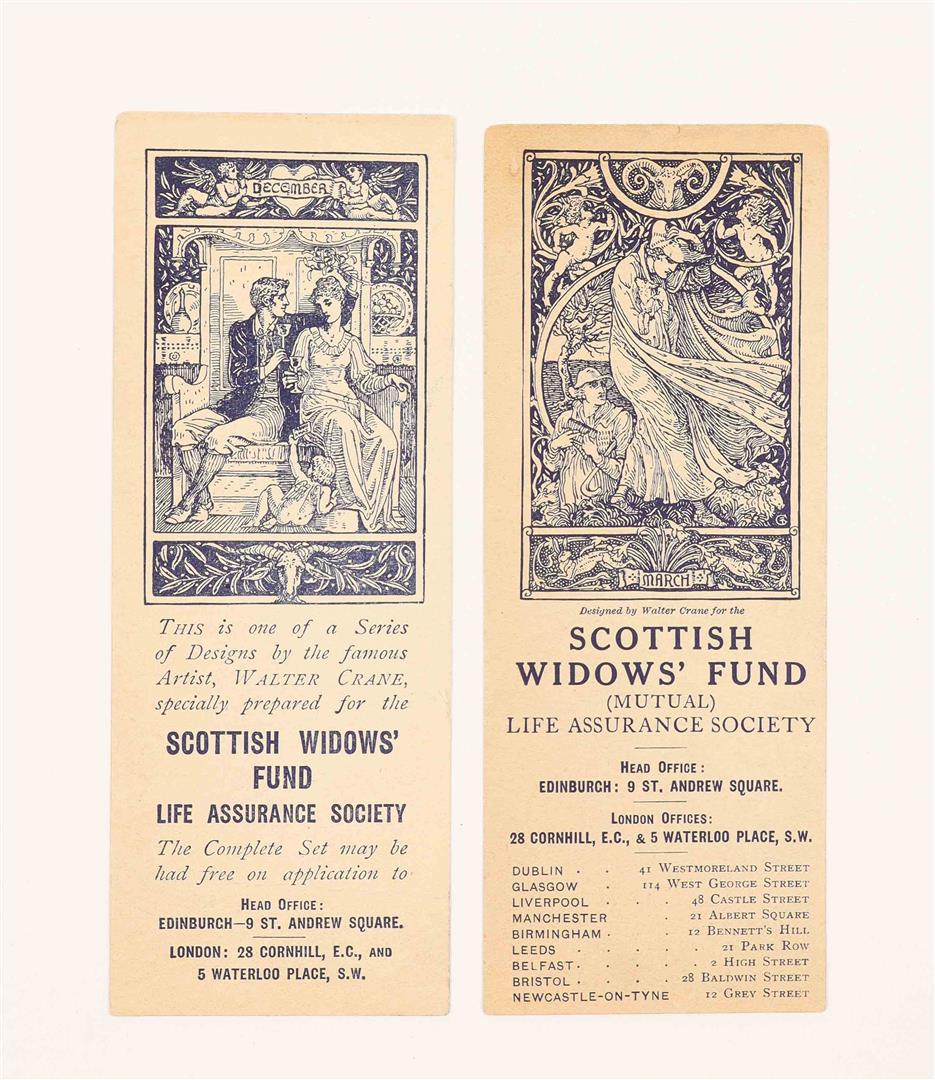 DECEMBER
THIS is one of a Series
of Designs by the famous
Artist, WALTER CRANE,
specially prepared for the
SCOTTISH WIDOWS'
FUND
LIFE ASSURANCE SOCIETY
The Complete Set may be
had free on application to
HEAD OFFICE:
EDINBURGH—9 ST. ANDREW SQUARE.
LONDON: 28 CORNHILL, E.C., AND
5 WATERLOO PLACE, S.W.
MARCH
Designed by Walter Crane for the
SCOTTISH
WIDOWS' FUND
(MUTUAL)
LIFE ASSURANCE SOCIETY
HEAD OFFICE:
EDINBURGH: 9 ST. ANDREW SQUARE.
LONDON OFFICES:
28 CORNHILL, E.C., & 5 WATERLOO PLACE, S.W.
DUBLIN . . 41 WESTMORELAND STREET
GLASGOW . 114 WEST GEORGE STREET
LIVERPOOL . . . 48 CASTLE STREET
MANCHESTER . 21 ALBERT SQUARE
BIRMINGHAM . . 12 BENNETT'S HILL
LEEDS . . . . 21 PARK ROW
BELFAST . . . . 2 HIGH STREET
BRISTOL . . . . 28 BALDWIN STREET
NEWCASTLE-ON-TYNE 12 GREY STREET